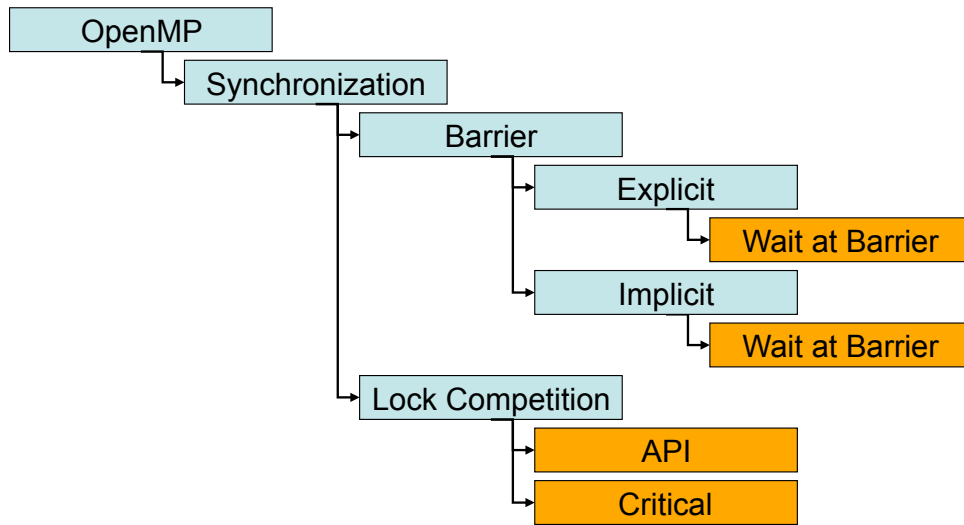 OpenMP
Synchronization
Barrier
Explicit
Wait at Barrier
Implicit
Wait at Barrier
Lock Competition
API
Critical